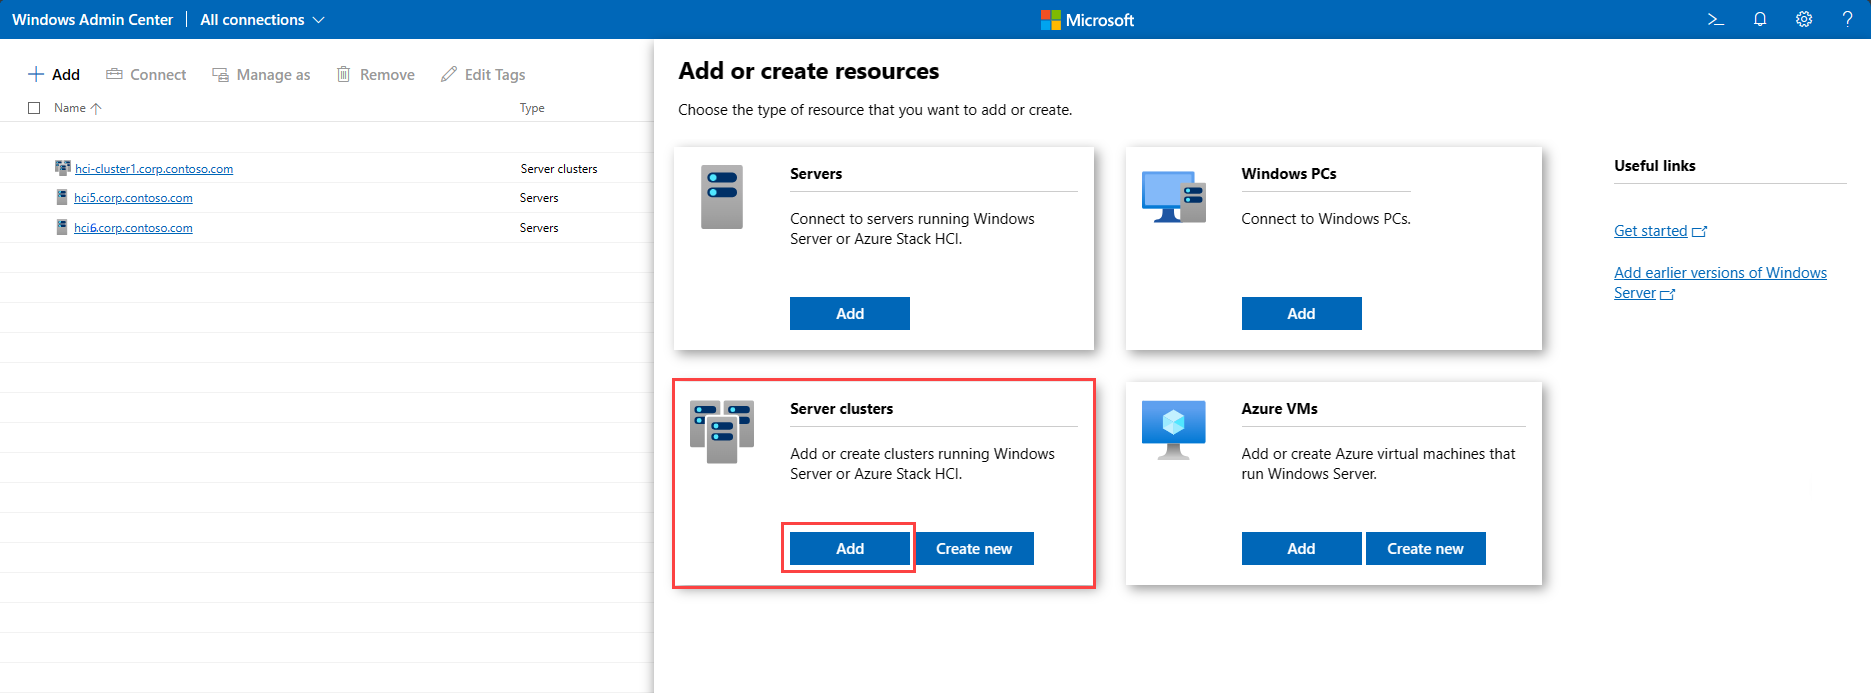 Windows Admin Center | All connections
Microsoft
Add Connect Manage as Remove Edit Tags
Name Type
hci-cluster1.corp.contoso.com Server clusters
hci5.corp.contoso.com Servers
hci6.corp.contoso.com Servers
Add or create resources
Choose the type of resource that you want to add or create.
Servers
Connect to servers running Windows
Server or Azure Stack HCI.
Add
Windows PCs
Connect to Windows PCs.
Add
Server clusters
Add or create clusters running Windows
Server or Azure Stack HCI.
Add Create new
Azure VMs
Add or create Azure virtual machines that
run Windows Server.
Add Create new
Useful links
Get started
Add earlier versions of Windows
Server